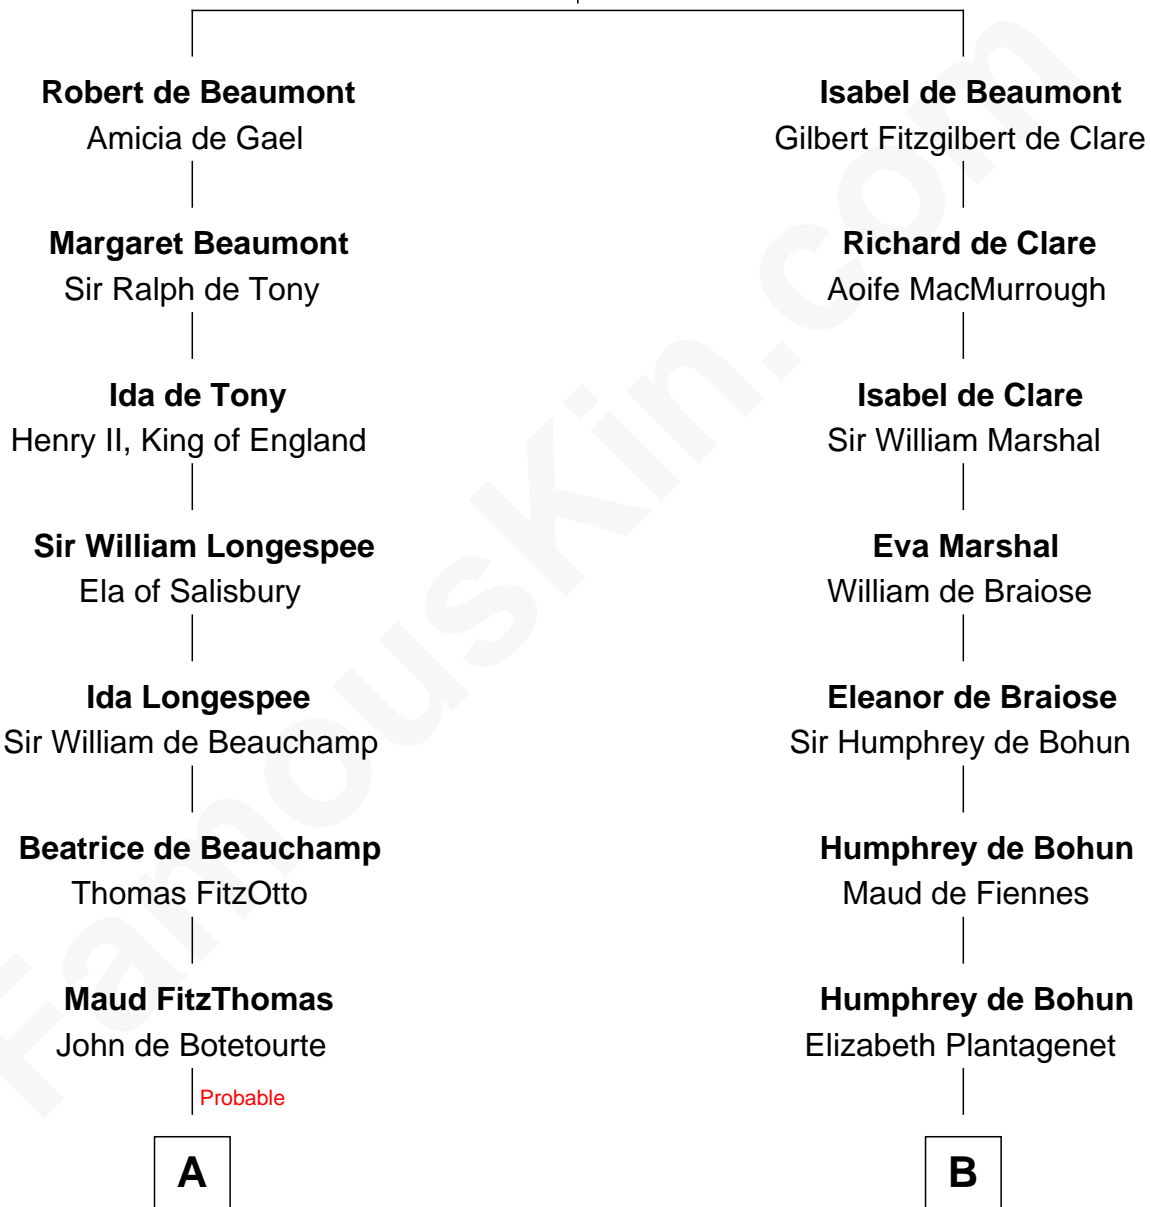 Robert de Beaumont
Amicia de Gael
Isabel de Beaumont
Gilbert Fitzgilbert de Clare
Margaret Beaumont
Sir Ralph de Tony
Richard de Clare
Aoife MacMurrough
Ida de Tony
Henry II, King of England
Isabel de Clare
Sir William Marshal
Sir William Longespee
Ela of Salisbury
Eva Marshal
William de Braiose
Ida Longespee
Sir William de Beauchamp
Eleanor de Braiose
Sir Humphrey de Bohun
Beatrice de Beauchamp
Thomas FitzOtto
Humphrey de Bohun
Maud de Fiennes
Maud FitzThomas
John de Botetourte
Humphrey de Bohun
Elizabeth Plantagenet
Probable
A
B
FamousKin.com